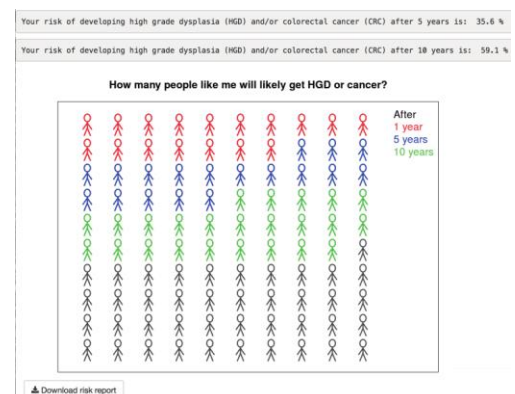 Your risk of developing high grade dysplasia (HGD) and/or colorectal cancer (CRC) after 5 years is: 35.6 %
Your risk of developing high grade dysplasia (HGD) and/or colorectal cancer (CRC) after 10 years is: 59.1 %
How many people like me will likely get HGD or cancer?
After
1 year
5 years
10 years
Download risk report